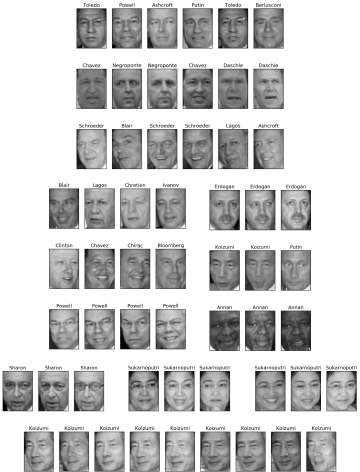 Toledo Powell Ashcroft Putin Toledo Berlusconi
Chavez Negroponte Negroponte Chavez Daschle Daschle
Schroeder Blair Schroeder Schroeder Lagos Ashcroft
Blair Lagos Chretien Ivanov
Erdogan Erdogan Erdogan
Clinton Chavez Chirac Bloomberg
Koizumi Koizumi Putin
Powell Powell Powell Powell
Annan Annan Annan
Sharon Sharon Sharon
Sukarnoputri Sukarnoputri Sukarnoputri
Sukarnoputri Sukarnoputri Sukarnoputri
Koizumi Koizumi Koizumi Koizumi Koizumi Koizumi Koizumi Koizumi Koizumi